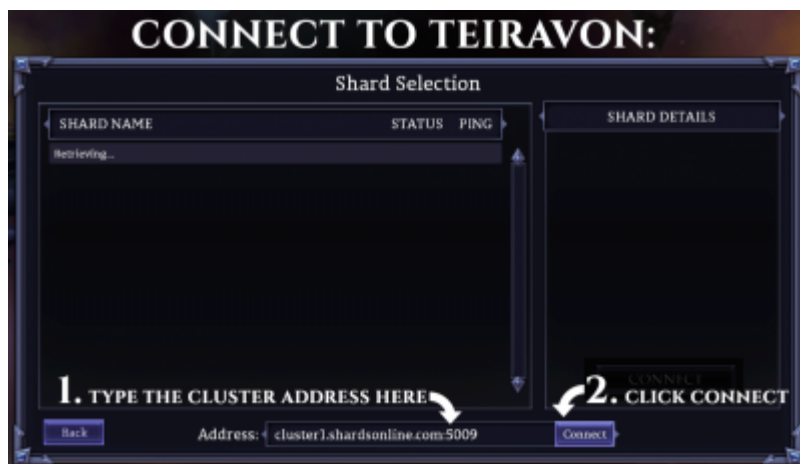 CONNECT TO TEIRAVON:
Shard Selection
SHARD NAME STATUS PING
SHARD DETAILS
Retrieving...
CONNECT
1. TYPE THE CLUSTER ADDRESS HERE
2. CLICK CONNECT
Back Address: cluster1.shardsonline.com:5009 Connect